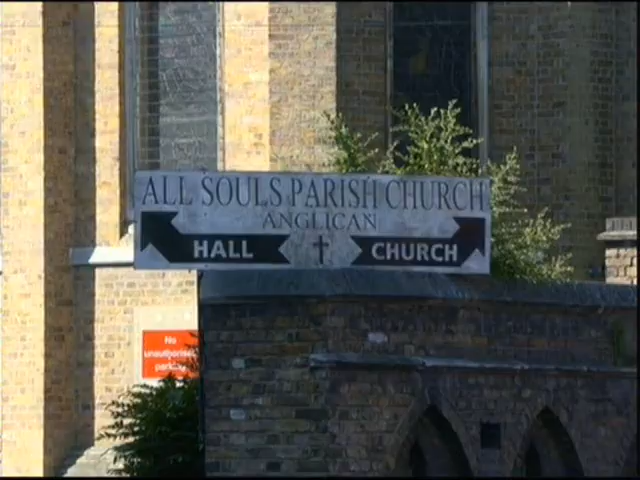 ALL SOULS PARISH CHURCH
ANGLICAN
HALL CHURCH
No
unauthorised
parking